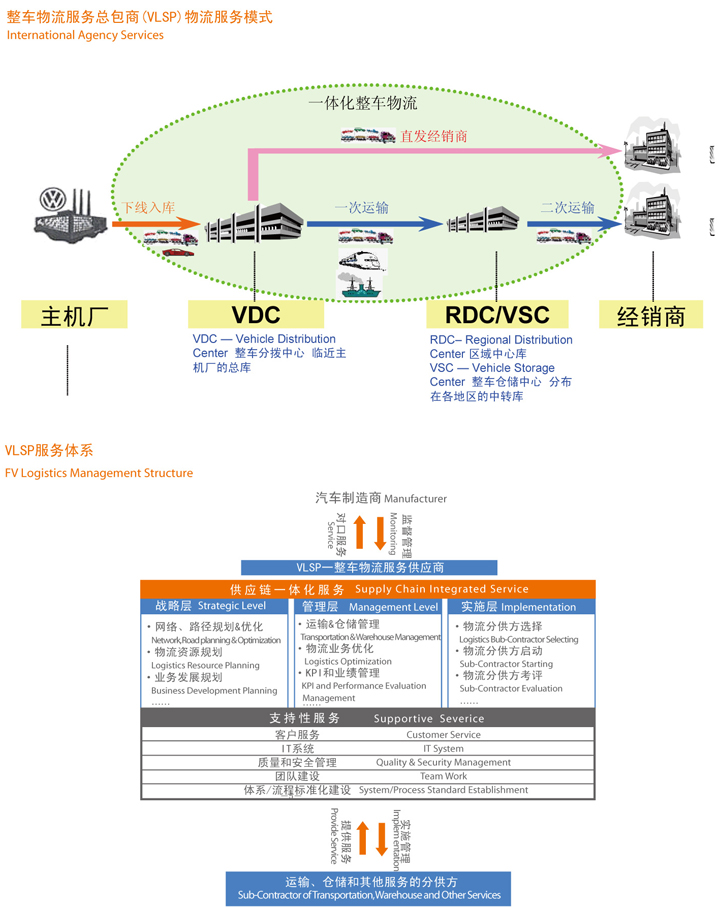 整车物流服务总包商(VLSP)物流服务模式
International Agency Services
一体化整车物流
直发经销商
下线入库
一次运输
二次运输
主机厂
VDC
RDC/VSC
经销商
VDC — Vehicle Distribution
Center 整车分拨中心 临近主
机厂的总库
RDC– Regional Distribution
Center 区域中心库
VSC — Vehicle Storage
Center 整车仓储中心 分布
在各地区的中转库
VLSP服务体系
FV Logistics Management Structure
汽车制造商 Manufacturer
对口服务
Service
监督管理
Monitoring
VLSP—整车物流服务供应商
供应链一体化服务 Supply Chain Integrated Service
战略层 Strategic Level
• 网络、路径规划&优化
Network,Road planning & Optimization
• 物流资源规划
Logistics Resource Planning
• 业务发展规划
Business Development Planning
……
管理层 Management Level
• 运输&仓储管理
Transportation & Warehouse Management
• 物流业务优化
Logistics Optimization
• KPI和业绩管理
KPI and Performance Evaluation
Management
……
实施层 Implementation
• 物流分供方选择
Logistics Bub-Contractor Selecting
• 物流分供方启动
Sub-Contractor Starting
• 物流分供方考评
Sub-Contractor Evaluation
……
支持性服务 Supportive Severice
客户服务 Customer Service
IT系统 IT System
质量和安全管理 Quality & Security Management
团队建设 Team Work
体系/流程标准化建设 System/Process Standard Establishment
提供服务
Provide Service
实施管理
Implementation
运输、仓储和其他服务的分供方
Sub-Contractor of Transportation,Warehouse and Other Services